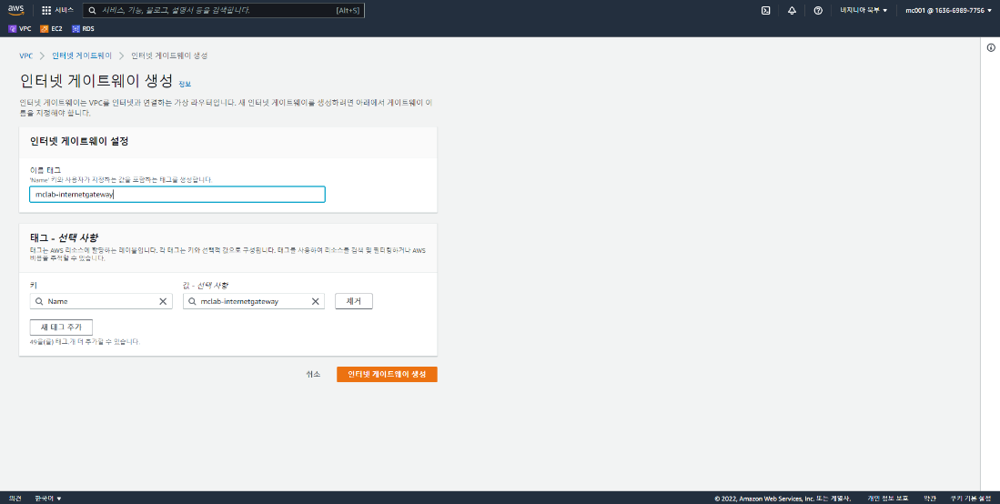 aws 서비스 서비스, 기능, 블로그, 설명서 등을 검색합니다. [Alt+S] 버지니아 북부 ▼ mc001 @ 1636-6989-7756 ▼
VPC EC2 RDS
VPC > 인터넷 게이트웨이 > 인터넷 게이트웨이 생성
인터넷 게이트웨이 생성 정보
인터넷 게이트웨이는 VPC를 인터넷과 연결하는 가상 라우터입니다. 새 인터넷 게이트웨이를 생성하려면 아래에서 게이트웨이 이
름을 지정해야 합니다.
인터넷 게이트웨이 설정
이름 태그
'Name' 키와 사용자가 지정하는 값을 포함하는 태그를 생성합니다.
mclab-internetgateway
태그 - 선택 사항
태그는 AWS 리소스에 할당하는 레이블입니다. 각 태그는 키와 선택적 값으로 구성됩니다. 태그를 사용하여 리소스를 검색 및 필터링하거나 AWS
비용을 추적할 수 있습니다.
키 값 - 선택 사항
Name mclab-internetgateway 제거
새 태그 추가
49을(를) 태그.개 더 추가할 수 있습니다.
취소 인터넷 게이트웨이 생성
의견 한국어 ▼ © 2022, Amazon Web Services, Inc. 또는 계열사. 개인 정보 보호 약관 쿠키 기본 설정